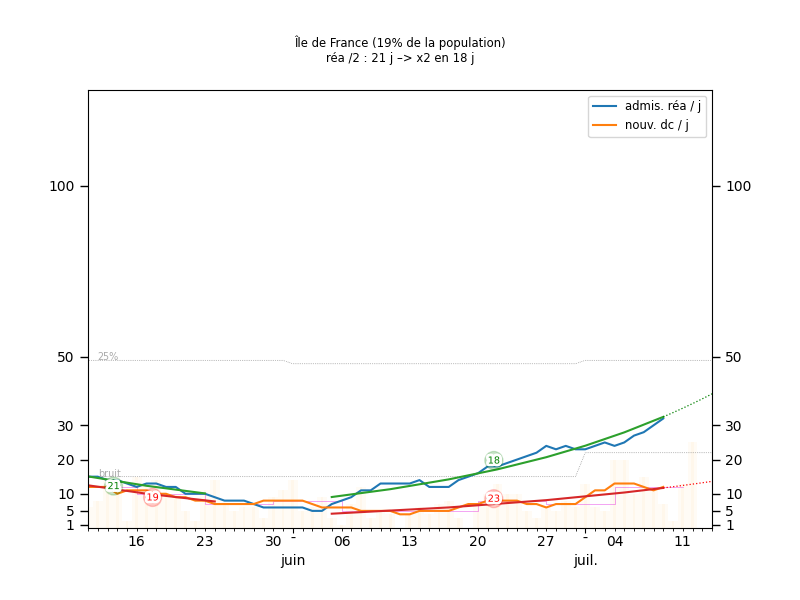 Île de France (19% de la population)
réa /2 : 21 j –> x2 en 18 j
admis. réa / j
nouv. dc / j
100 100
50 50
25%
30 30
20 20
18
bruit
21
19
23
10 10
5 5
1 1
16 23 30 - 06 13 20 27 - 04 11
juin juil.